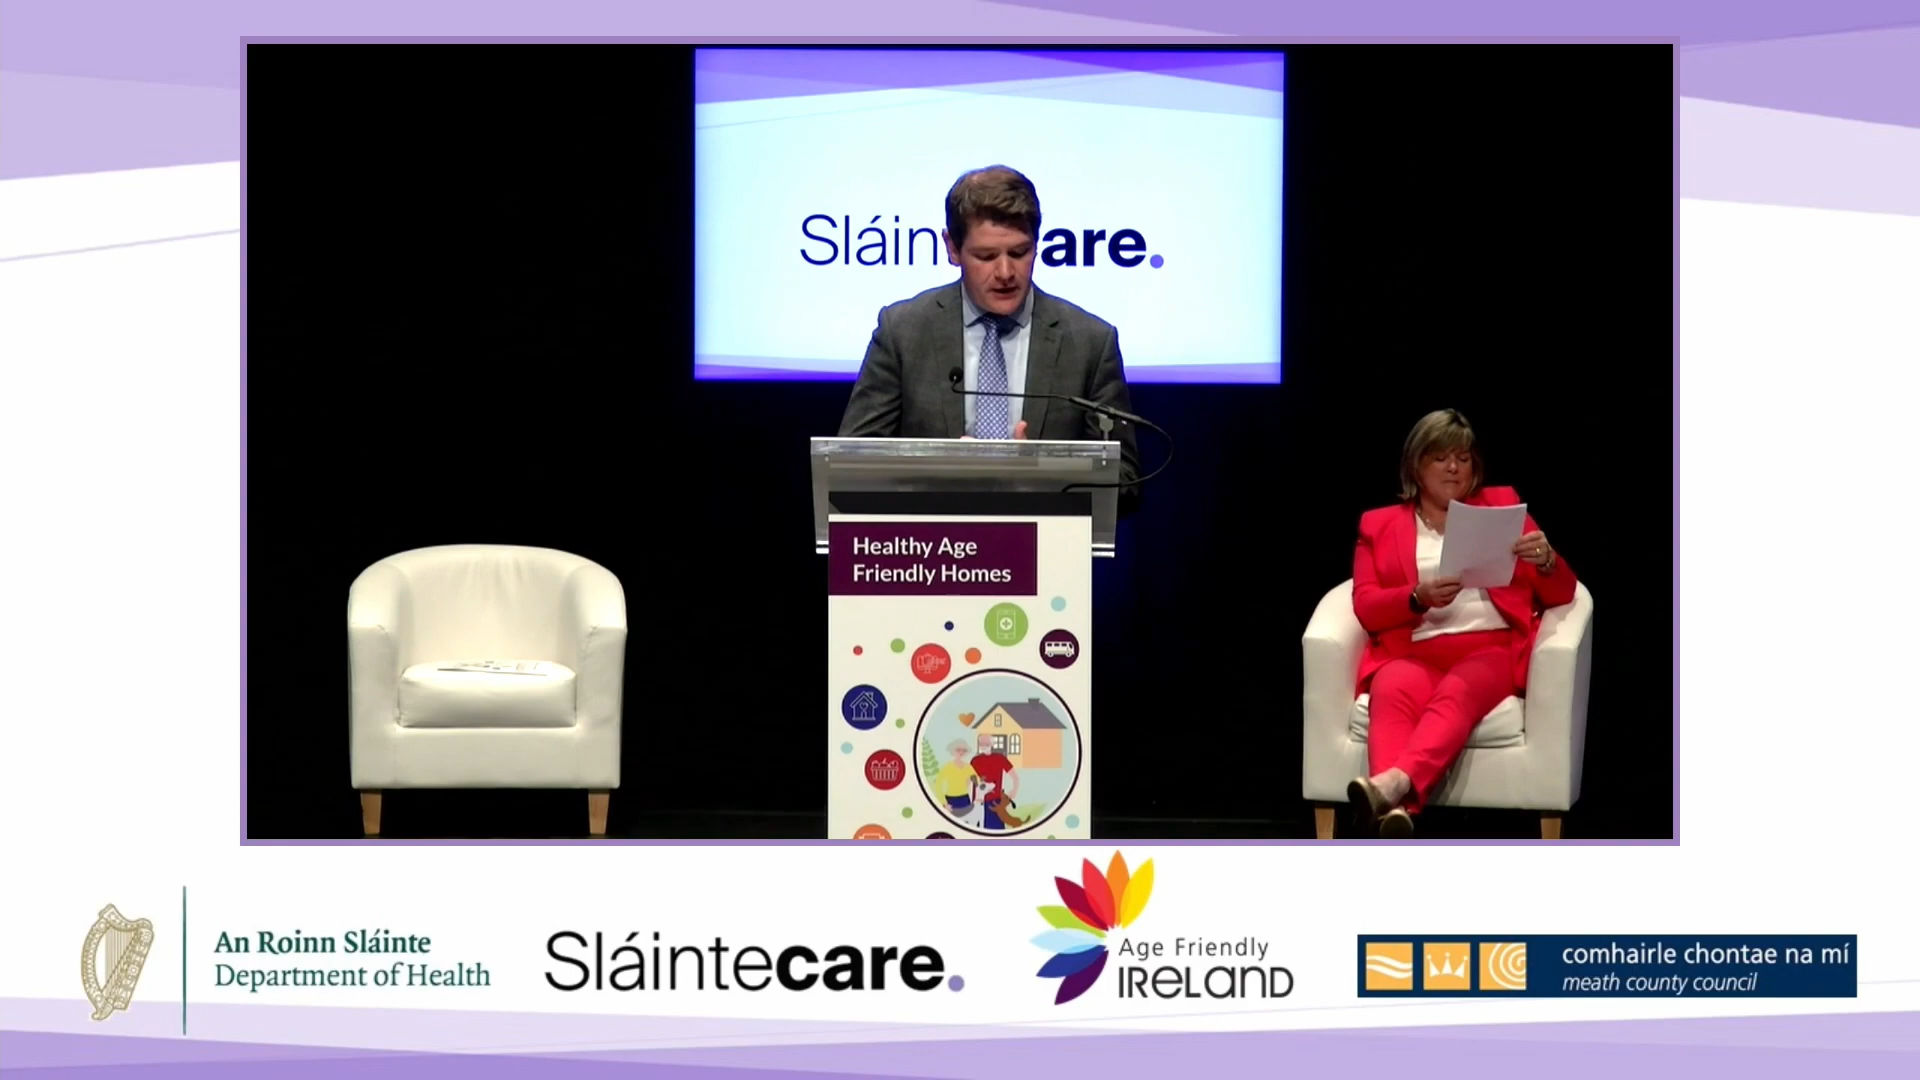 Sláin are.
Healthy Age
Friendly Homes
An Roinn Sláinte
Department of Health
Sláintecare.
Age Friendly
IRELAND
comhairle chontae na mí
meath county council